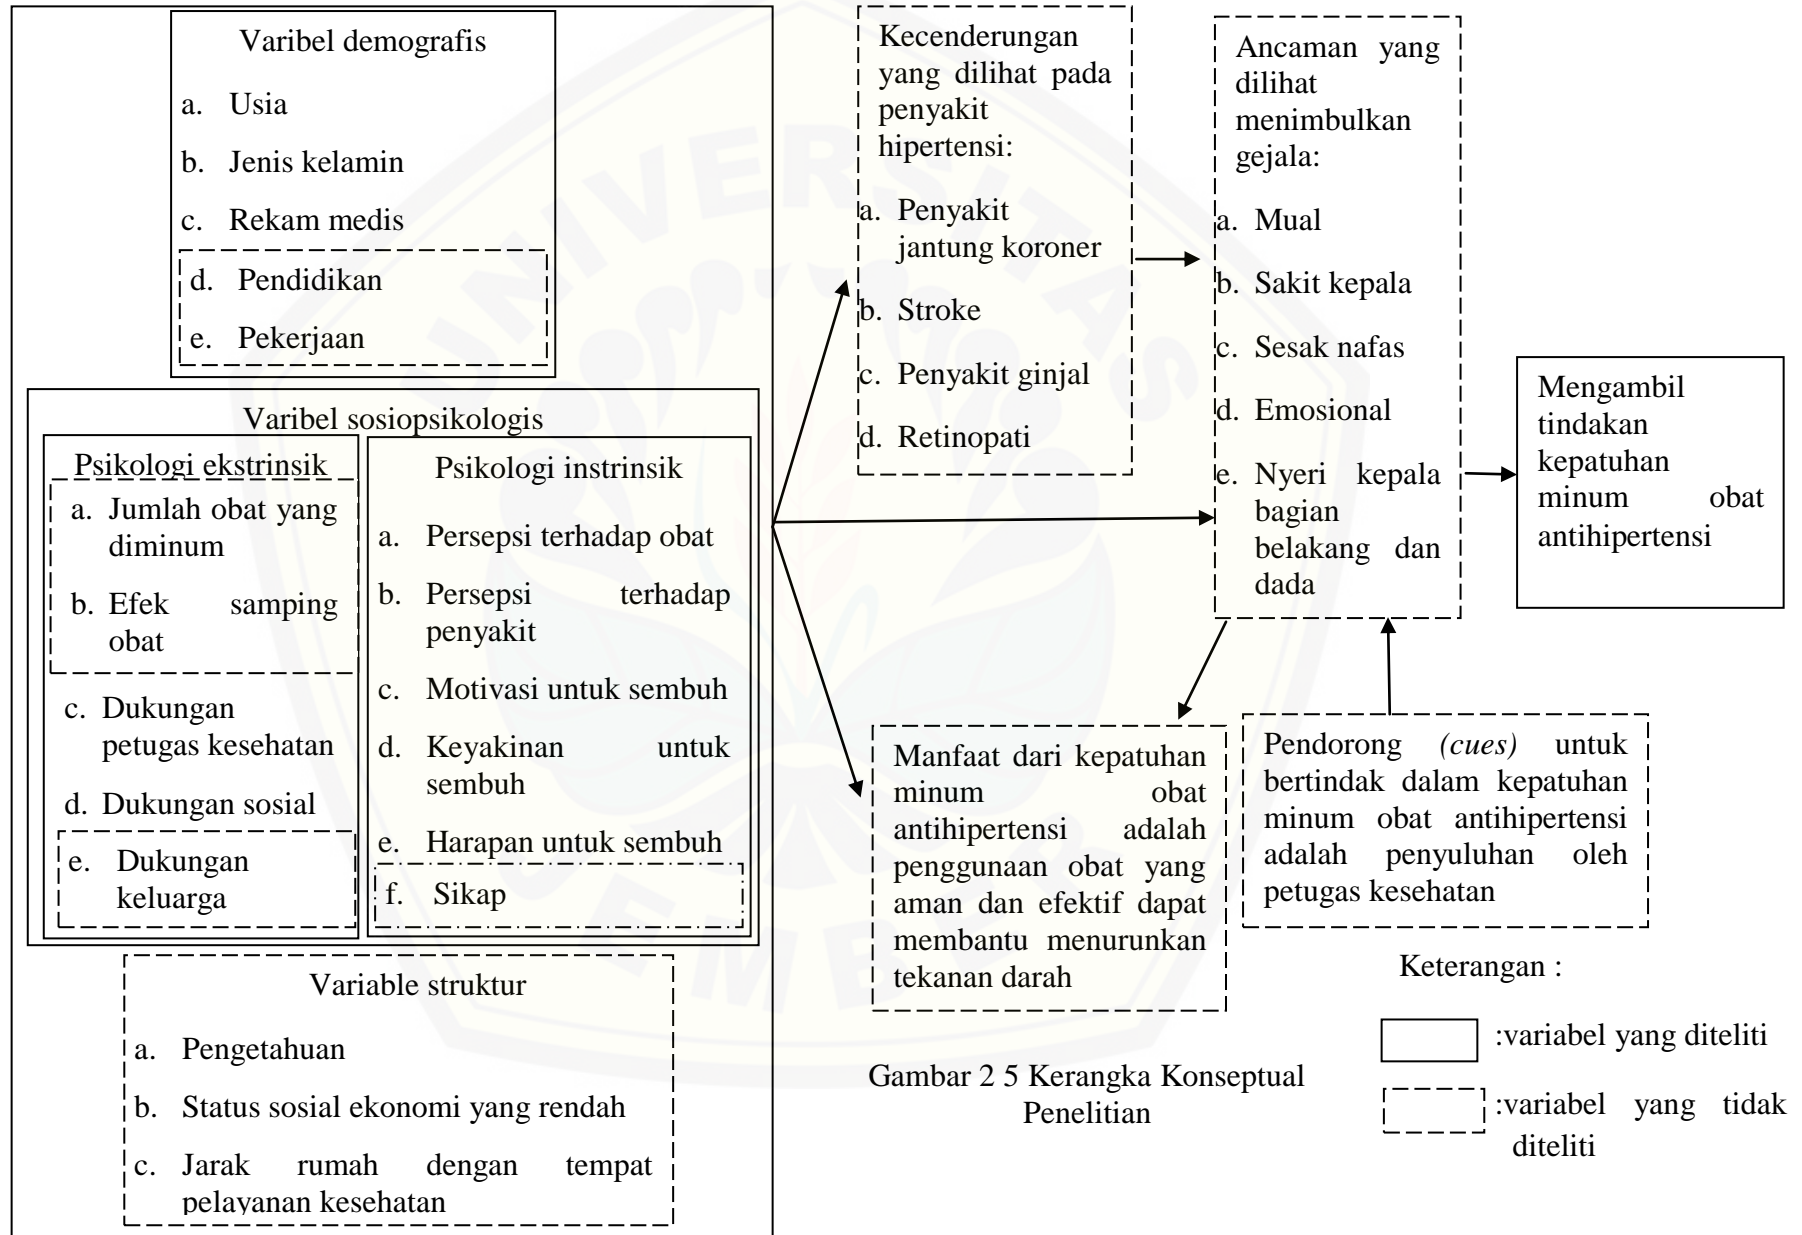 Varibel demografis
a. Usia
b. Jenis kelamin
c. Rekam medis
d. Pendidikan
e. Pekerjaan
Varibel sosiopsikologis
Psikologi ekstrinsik
a. Jumlah obat yang
diminum
b. Efek samping
obat
c. Dukungan
petugas kesehatan
d. Dukungan sosial
e. Dukungan
keluarga
Psikologi instrinsik
a. Persepsi terhadap obat
b. Persepsi terhadap
penyakit
c. Motivasi untuk sembuh
d. Keyakinan untuk
sembuh
e. Harapan untuk sembuh
f. Sikap
Variable struktur
a. Pengetahuan
b. Status sosial ekonomi yang rendah
c. Jarak rumah dengan tempat
pelayanan kesehatan
Kecenderungan
yang dilihat pada
penyakit
hipertensi:
a. Penyakit
jantung koroner
b. Stroke
c. Penyakit ginjal
d. Retinopati
Ancaman yang
dilihat
menimbulkan
gejala:
a. Mual
b. Sakit kepala
c. Sesak nafas
d. Emosional
e. Nyeri kepala
bagian
belakang dan
dada
Mengambil
tindakan
kepatuhan
minum obat
antihipertensi
Manfaat dari kepatuhan
minum obat
antihipertensi adalah
penggunaan obat yang
aman dan efektif dapat
membantu menurunkan
tekanan darah
Pendorong (cues) untuk
bertindak dalam kepatuhan
minum obat antihipertensi
adalah penyuluhan oleh
petugas kesehatan
Keterangan :
:variabel yang diteliti
:variabel yang tidak
diteliti
Gambar 2 5 Kerangka Konseptual
Penelitian
UNIVERSITAS
JEMBER